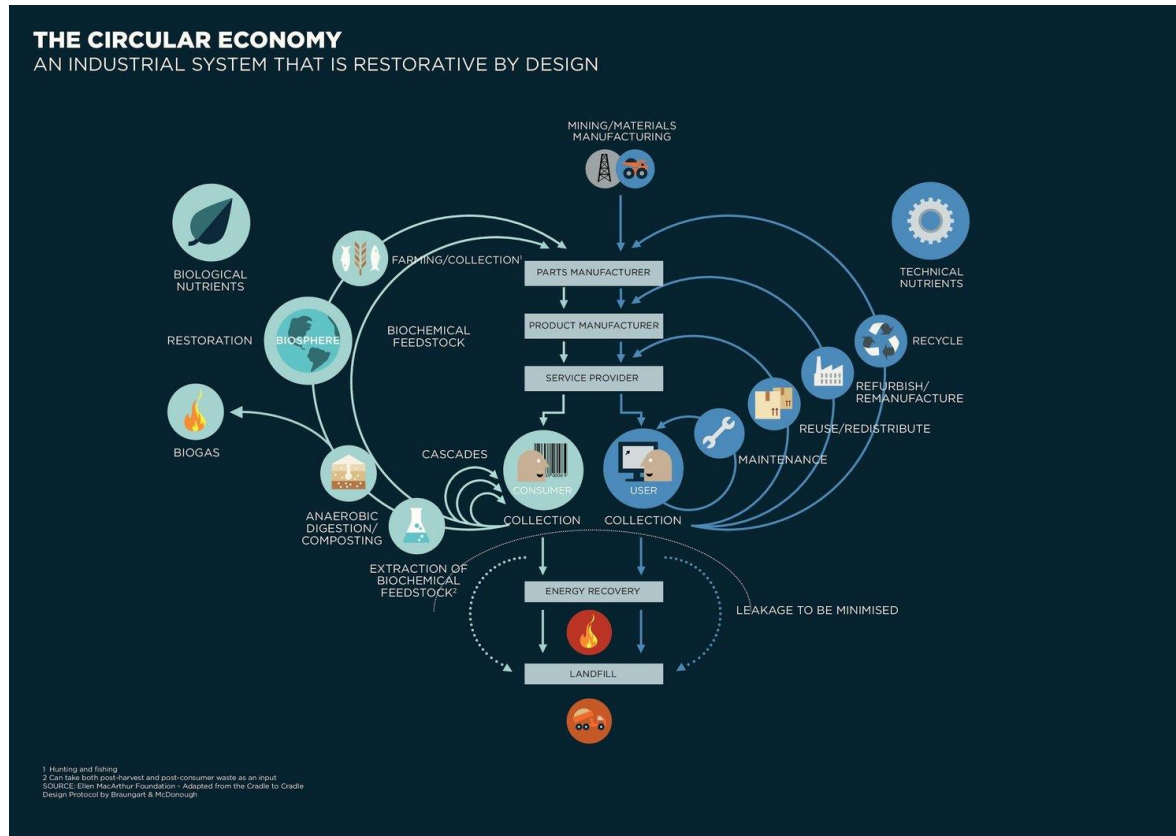 THE CIRCULAR ECONOMY
AN INDUSTRIAL SYSTEM THAT IS RESTORATIVE BY DESIGN
MINING/MATERIALS
MANUFACTURING
BIOLOGICAL
NUTRIENTS
TECHNICAL
NUTRIENTS
FARMING/COLLECTION¹
PARTS MANUFACTURER
BIOCHEMICAL
FEEDSTOCK
PRODUCT MANUFACTURER
RESTORATION
BIOSPHERE
RECYCLE
SERVICE PROVIDER
REFURBISH/
REMANUFACTURE
REUSE/REDISTRIBUTE
BIOGAS
CASCADES
MAINTENANCE
CONSUMER
USER
ANAEROBIC
DIGESTION/
COMPOSTING
COLLECTION
COLLECTION
EXTRACTION OF
BIOCHEMICAL
FEEDSTOCK²
ENERGY RECOVERY
LEAKAGE TO BE MINIMISED
LANDFILL
1 Hunting and fishing
2 Can take both post-harvest and post-consumer waste as an input
SOURCE: Ellen MacArthur Foundation - Adapted from the Cradle to Cradle
Design Protocol by Braungart & McDonough